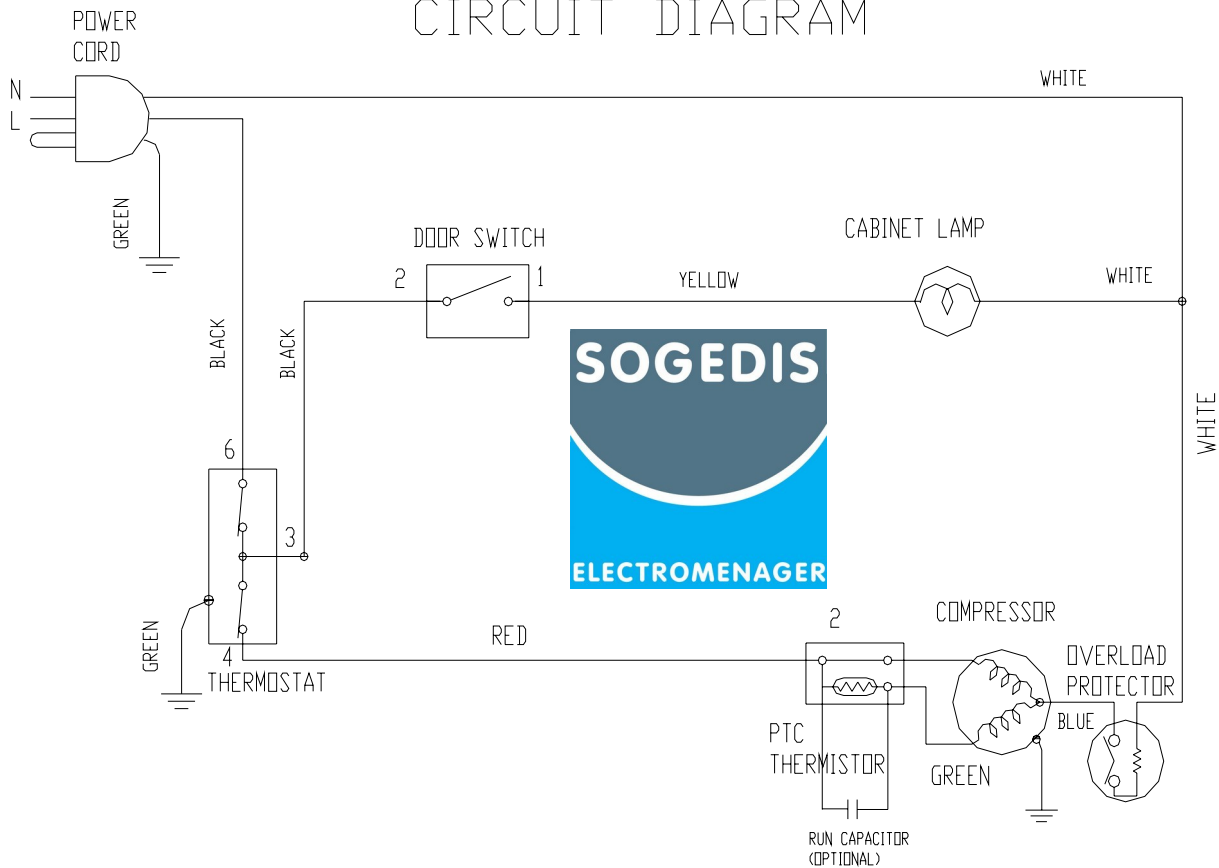 CIRCUIT DIAGRAM
POWER
CORD
N
L
WHITE
GREEN
DOOR SWITCH
2
1
YELLOW
CABINET LAMP
WHITE
BLACK
BLACK
WHITE
SOGEDIS
ELECTROMENAGER
6
3
4
GREEN
THERMOSTAT
RED
2
COMPRESSOR
OVERLOAD
PROTECTOR
BLUE
PTC
THERMISTOR
GREEN
RUN CAPACITOR
(OPTIONAL)